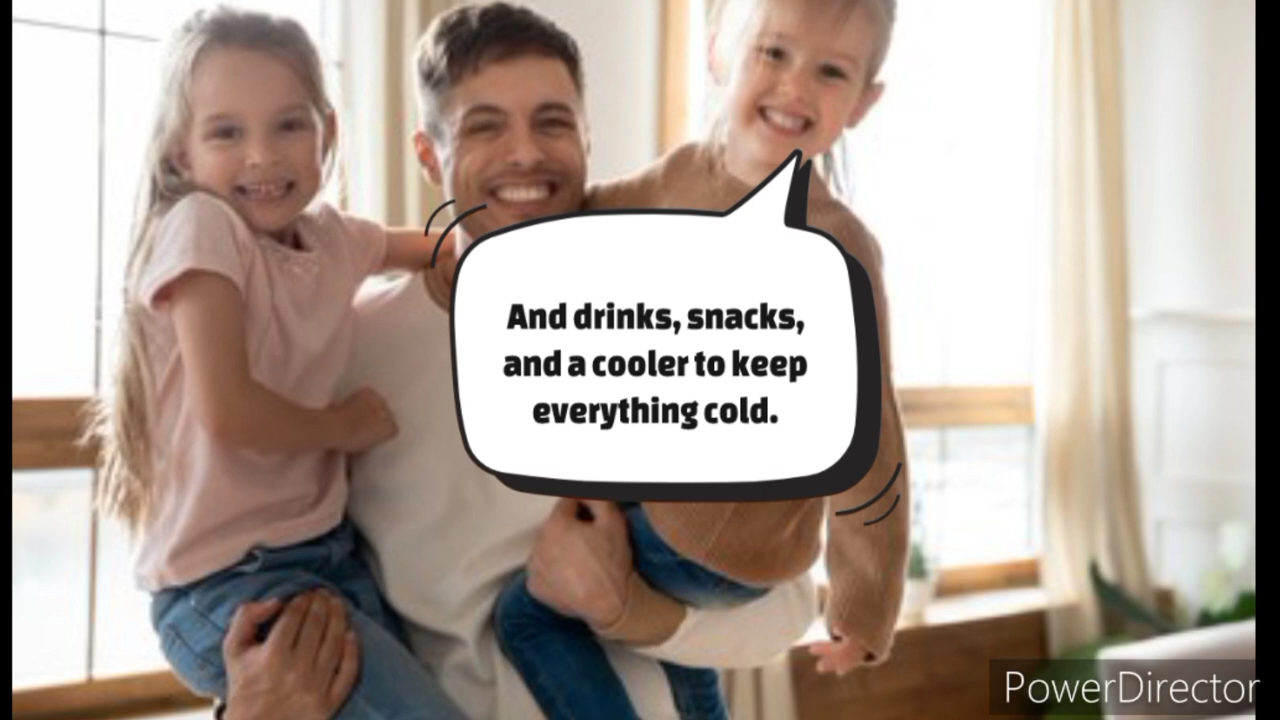 And drinks, snacks,
and a cooler to keep
everything cold.
PowerDirector